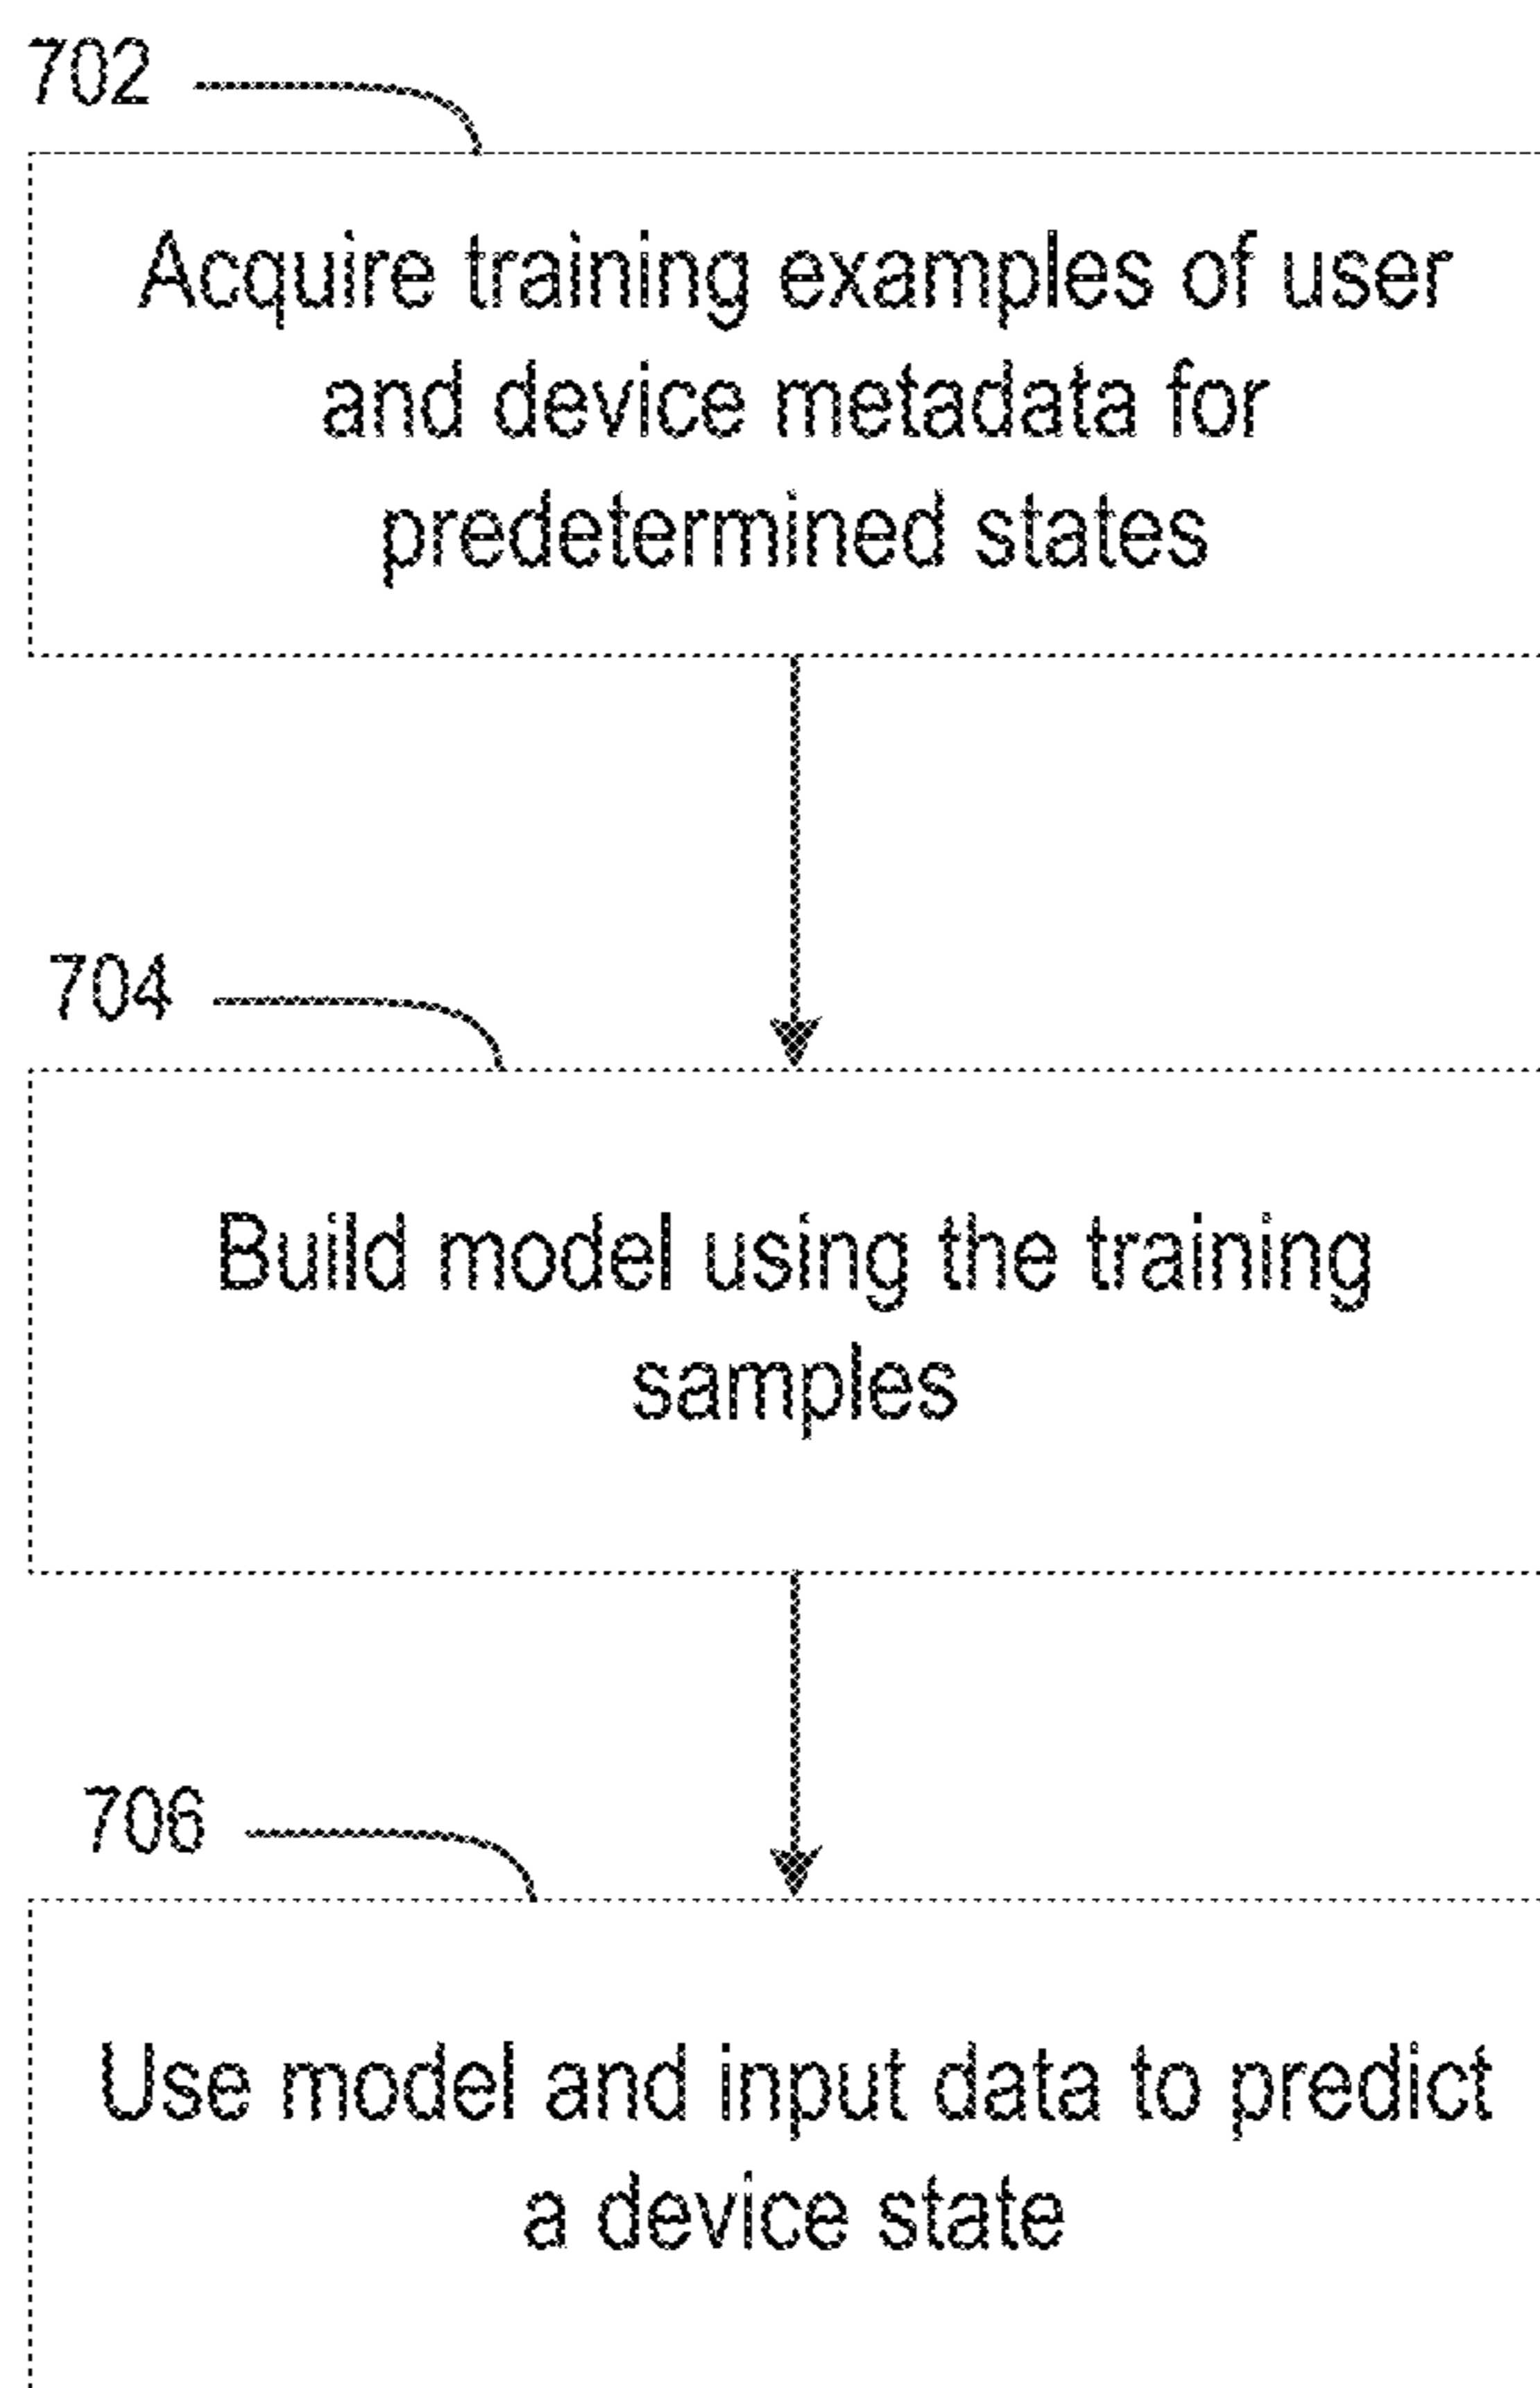 702
Acquire training examples of user
and device metadata for
predetermined states
704
Build model using the training
samples
706
Use model and input data to predict
a device state